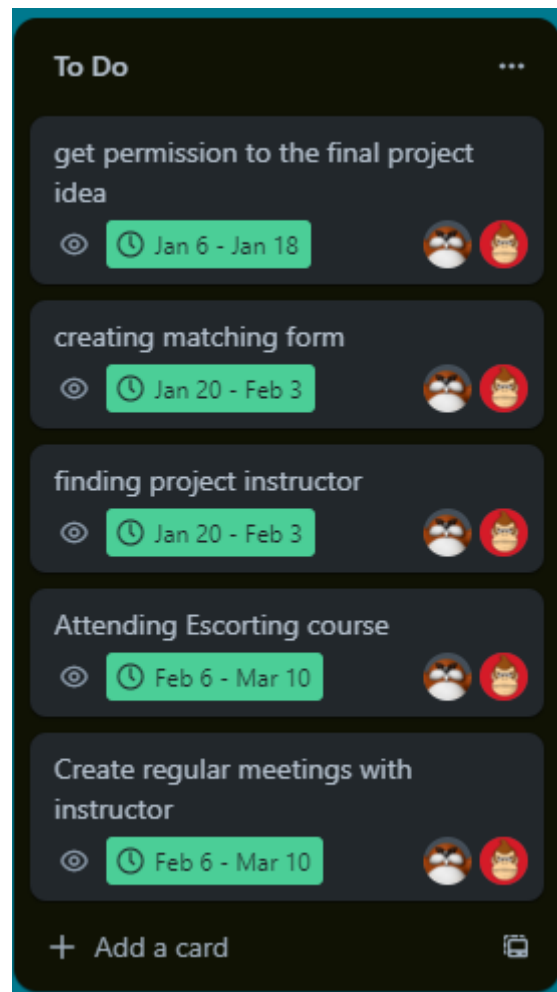 To Do
get permission to the final project
idea
Jan 6 - Jan 18
creating matching form
Jan 20 - Feb 3
finding project instructor
Jan 20 - Feb 3
Attending Escorting course
Feb 6 - Mar 10
Create regular meetings with
instructor
Feb 6 - Mar 10
Add a card